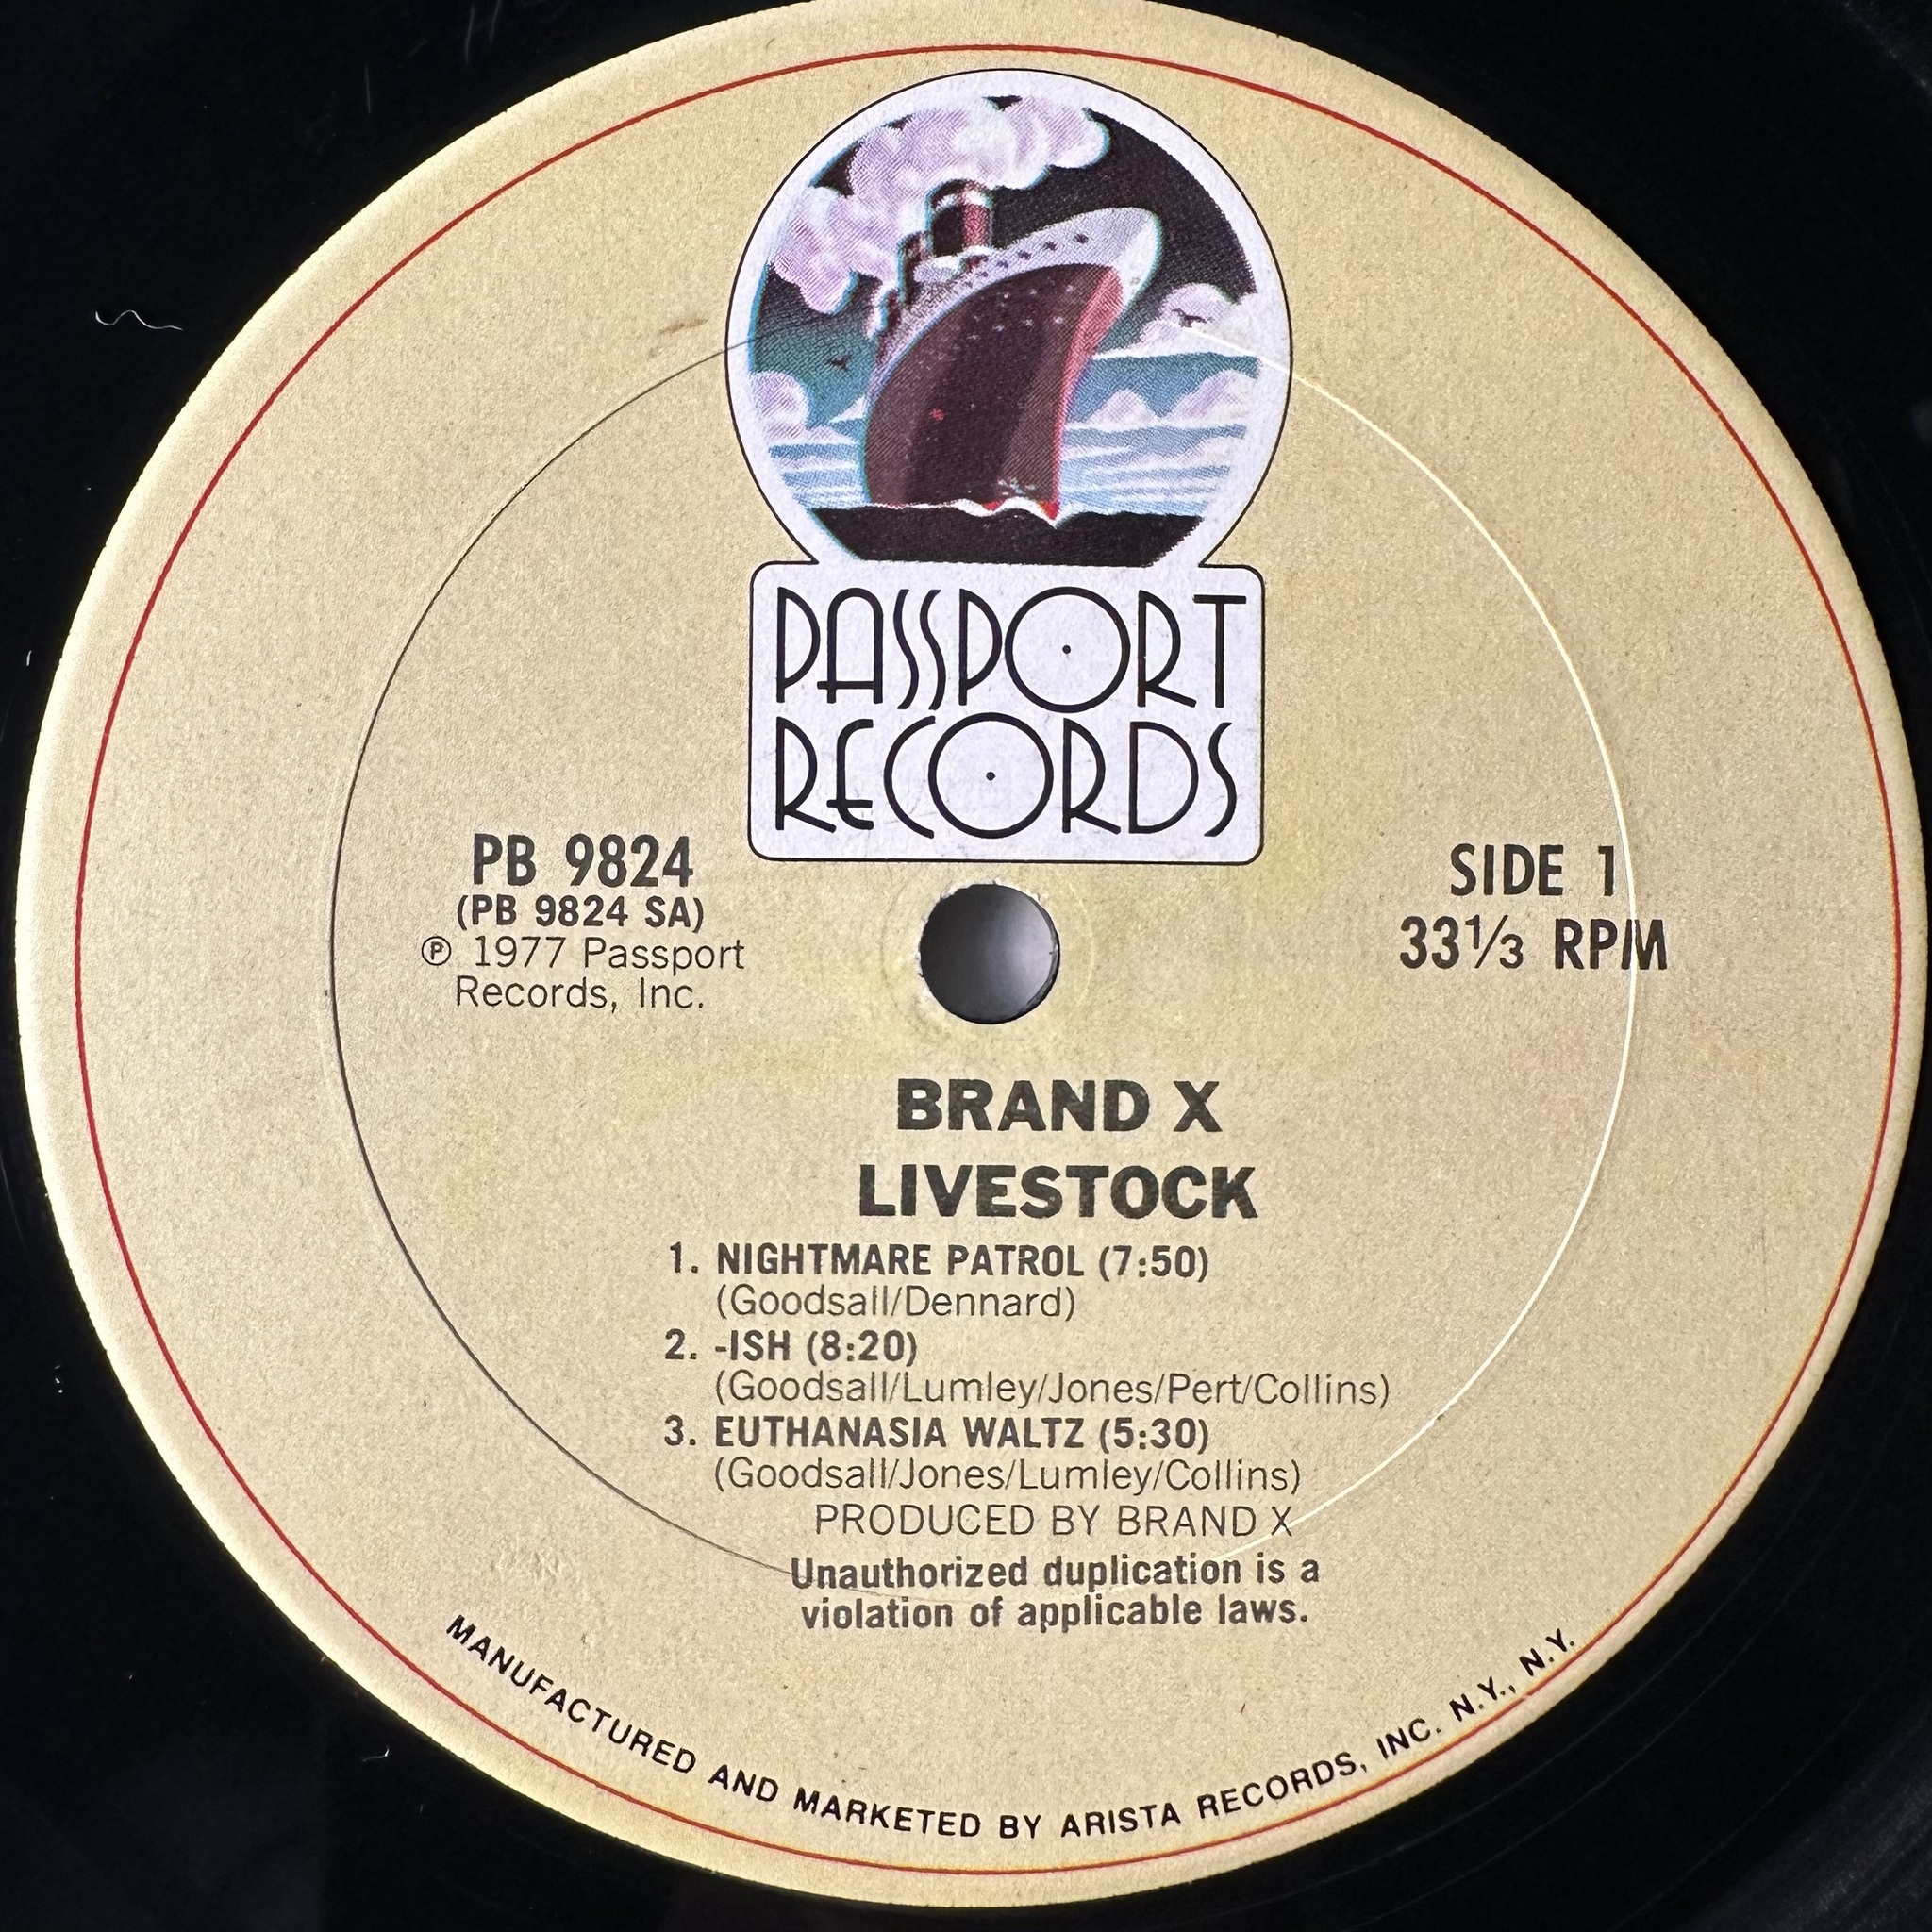 PASSPORT
RECORDS
PB 9824
(PB 9824 SA)
℗ 1977 Passport
Records, Inc.
SIDE 1
33⅓ RPM
BRAND X
LIVESTOCK
1. NIGHTMARE PATROL (7:50)
(Goodsall/Dennard)
2. -ISH (8:20)
(Goodsall/Lumley/Jones/Pert/Collins)
3. EUTHANASIA WALTZ (5:30)
(Goodsall/Jones/Lumley/Collins)
PRODUCED BY BRAND X
Unauthorized duplication is a
violation of applicable laws.
MANUFACTURED AND MARKETED BY ARISTA RECORDS, INC. N.Y., N.Y.